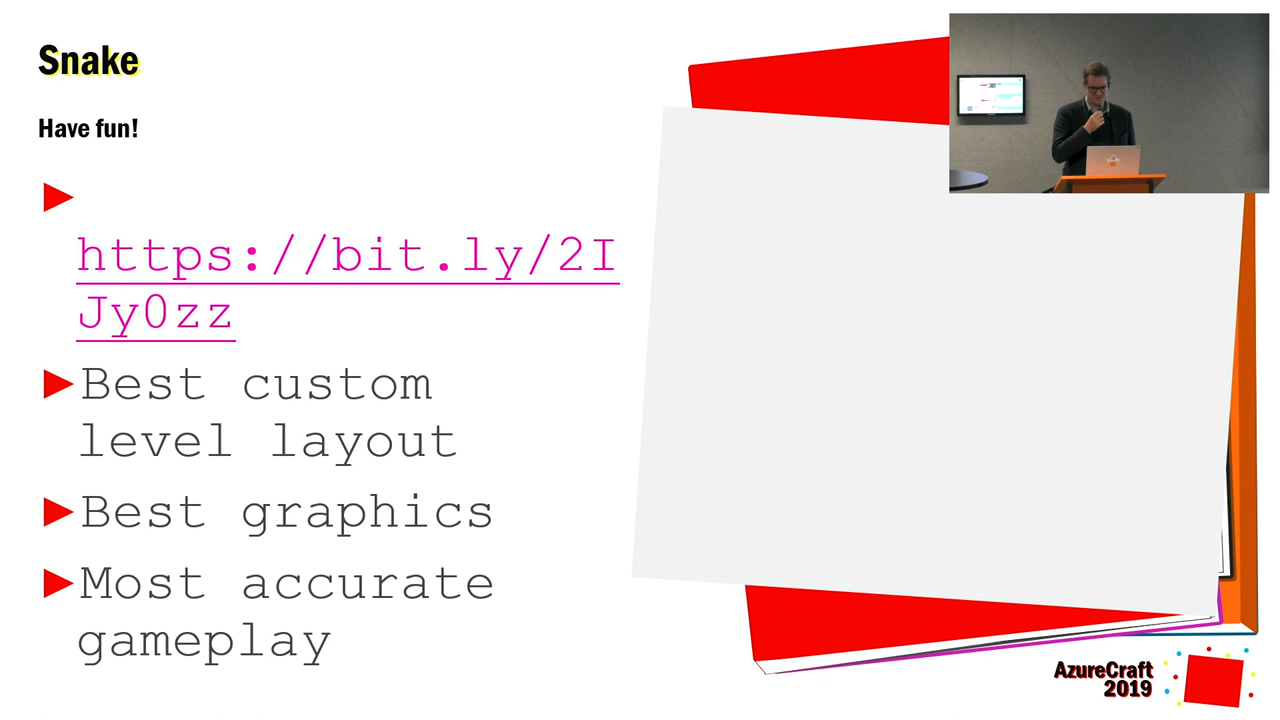 Snake
Have fun!
https://bit.ly/2I
Jy0zz
Best custom
level layout
Best graphics
Most accurate
gameplay
AzureCraft
2019